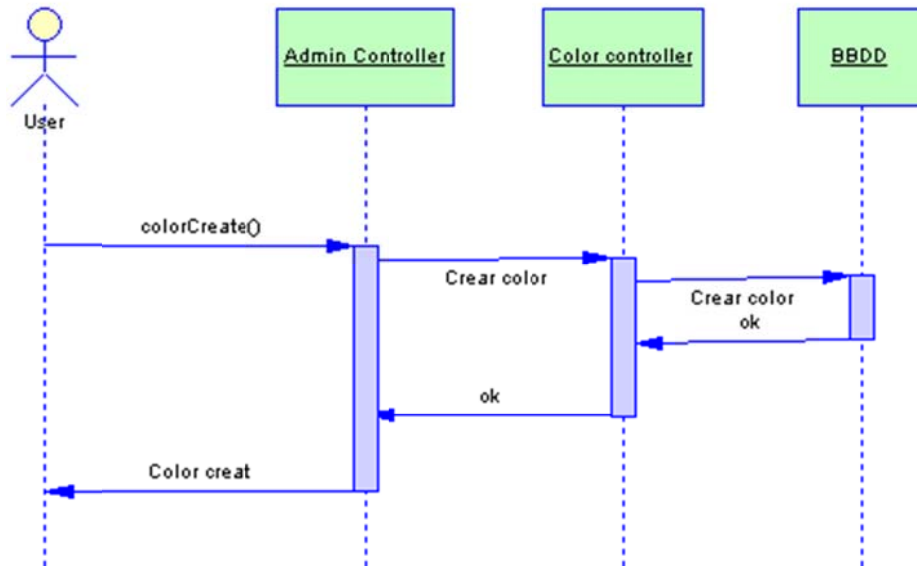 Admin Controller
Color controller
BBDD
User
colorCreate()
Crear color
Crear color
ok
ok
Color creat